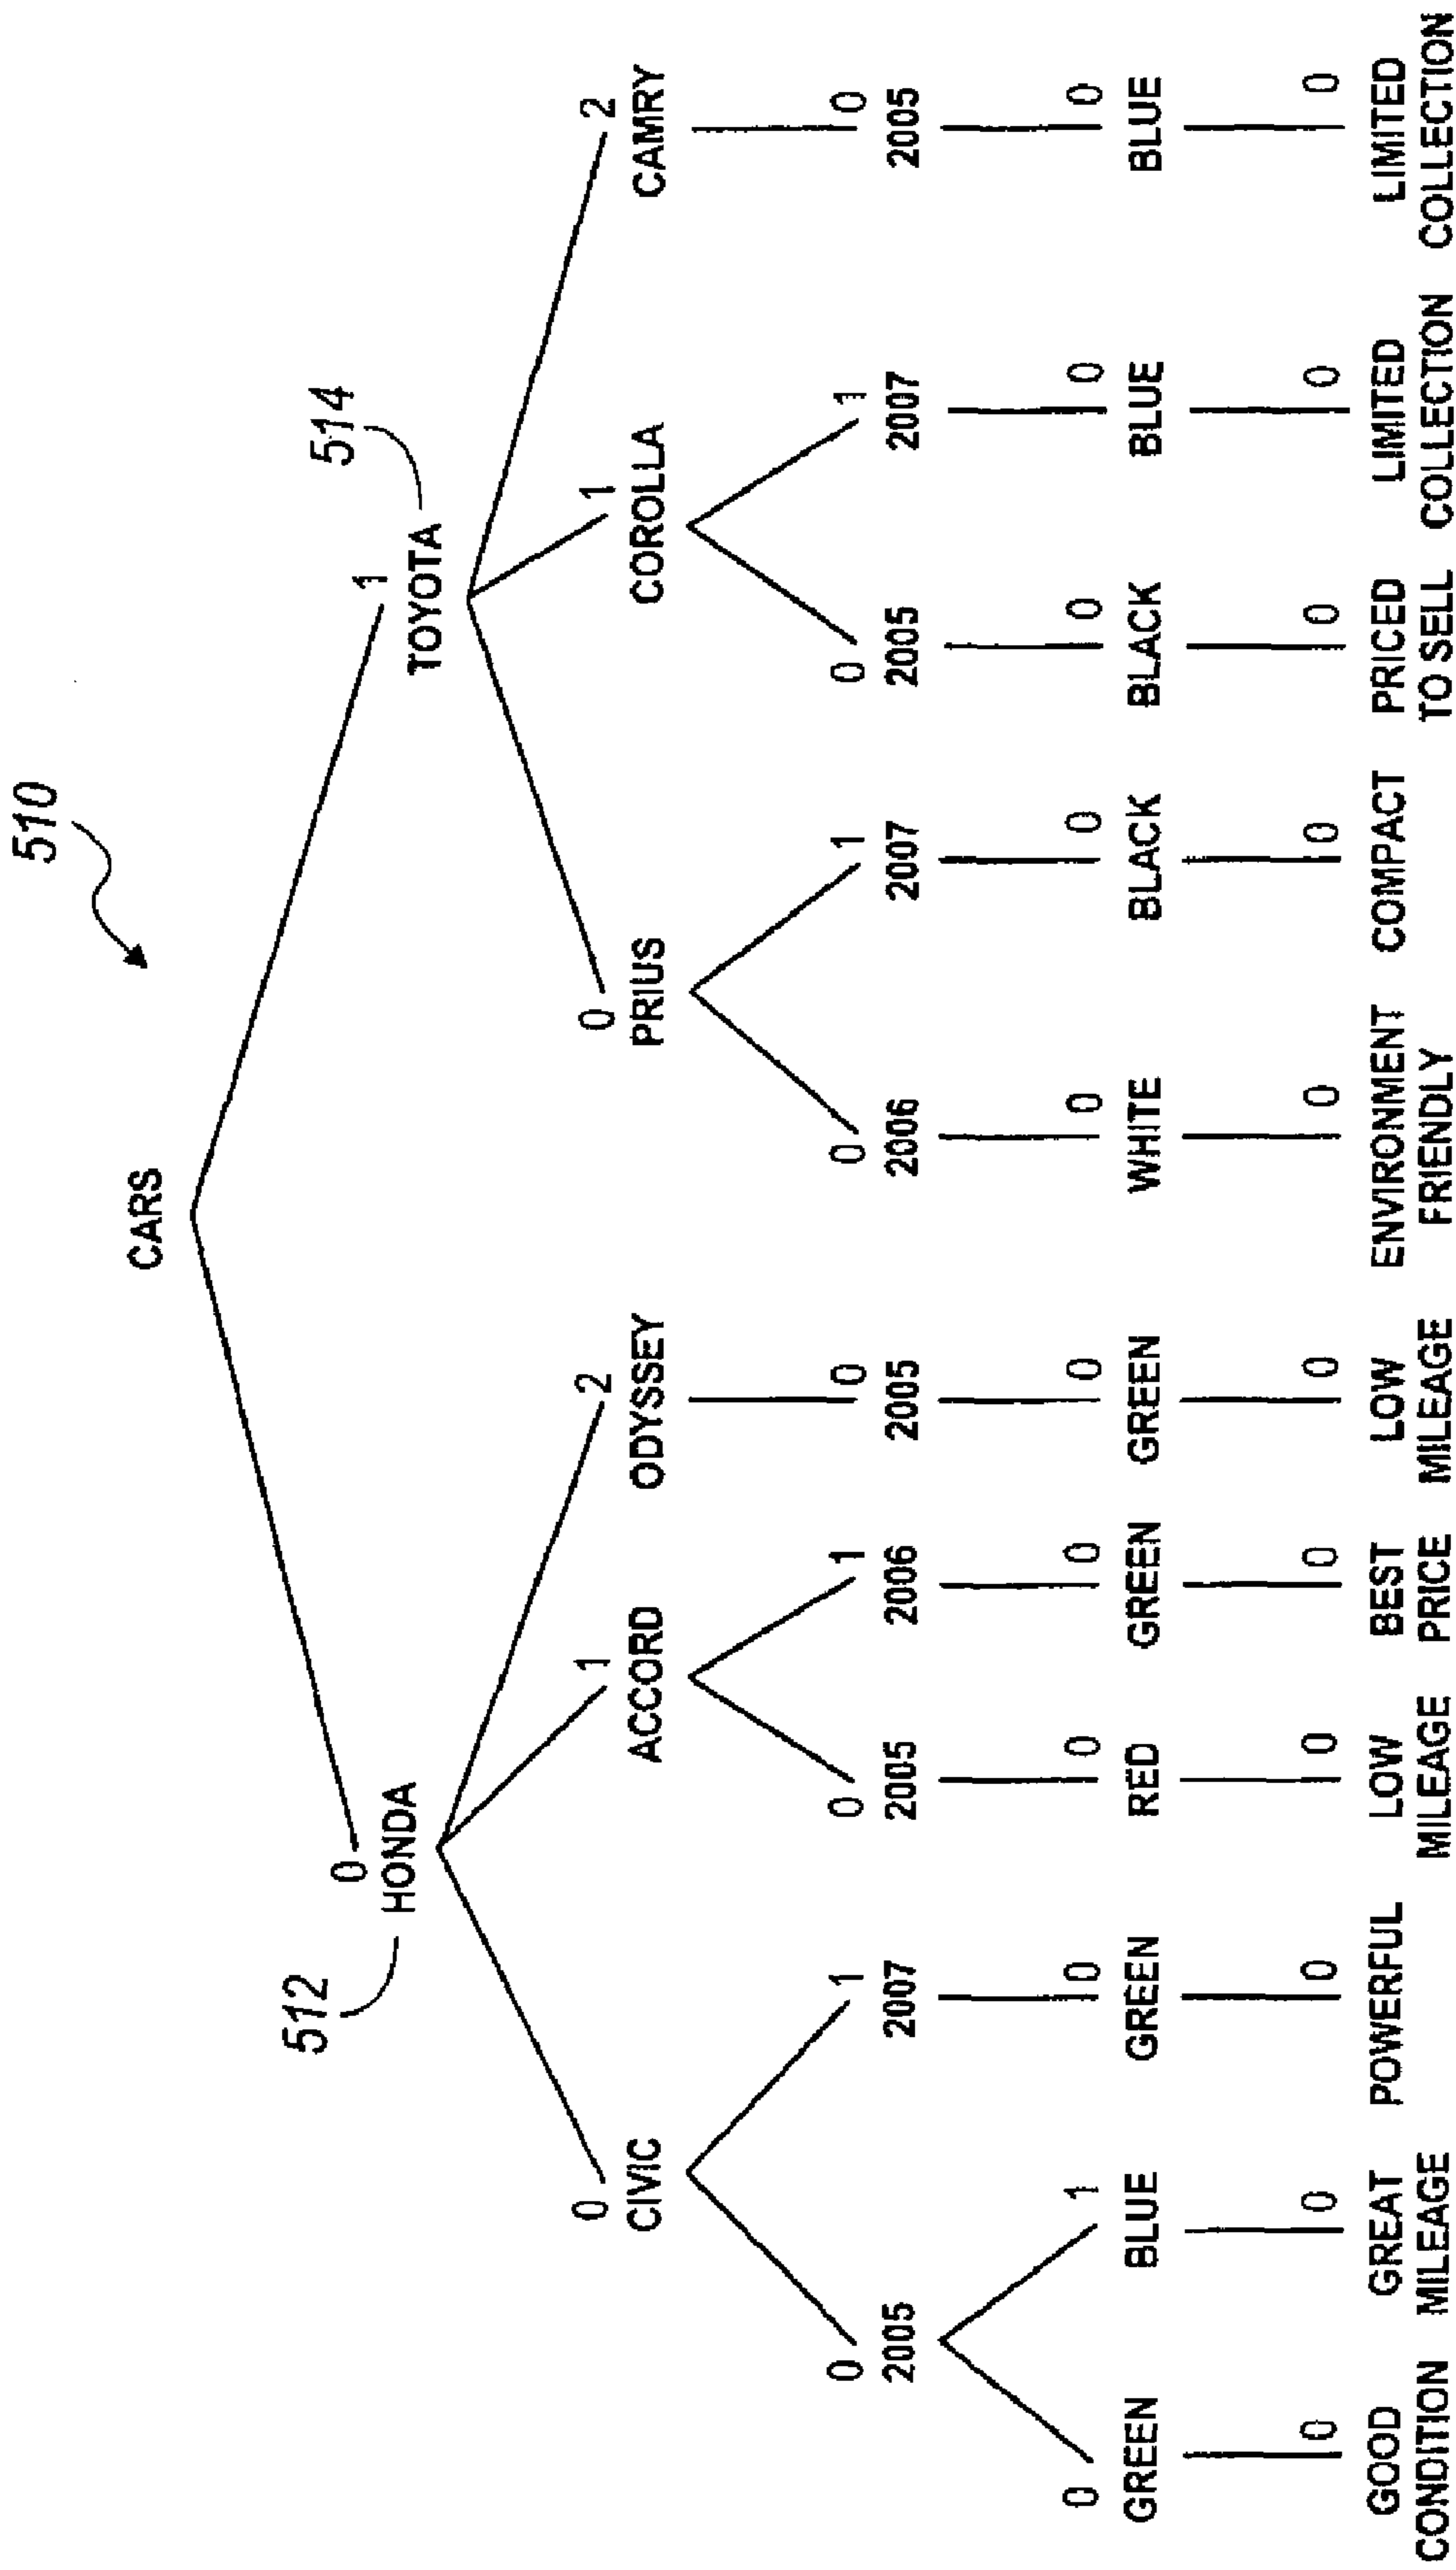 510
CARS
0 1
512 HONDA TOYOTA 514
0 1 2 0 1 2
CIVIC ACCORD ODYSSEY PRIUS COROLLA CAMRY
0 1 0 1 0 0 1 0 1 0
2005 2007 2005 2006 2005 2006 2007 2005 2007 2005
0 1 0 0 0 0 0 0 0 0 0
GREEN BLUE GREEN RED GREEN GREEN WHITE BLACK BLACK BLUE BLUE
0 0 0 0 0 0 0 0 0 0 0
GOOD GREAT POWERFUL LOW BEST LOW ENVIRONMENT COMPACT PRICED LIMITED LIMITED
CONDITION MILEAGE MILEAGE PRICE MILEAGE FRIENDLY TO SELL COLLECTION COLLECTION